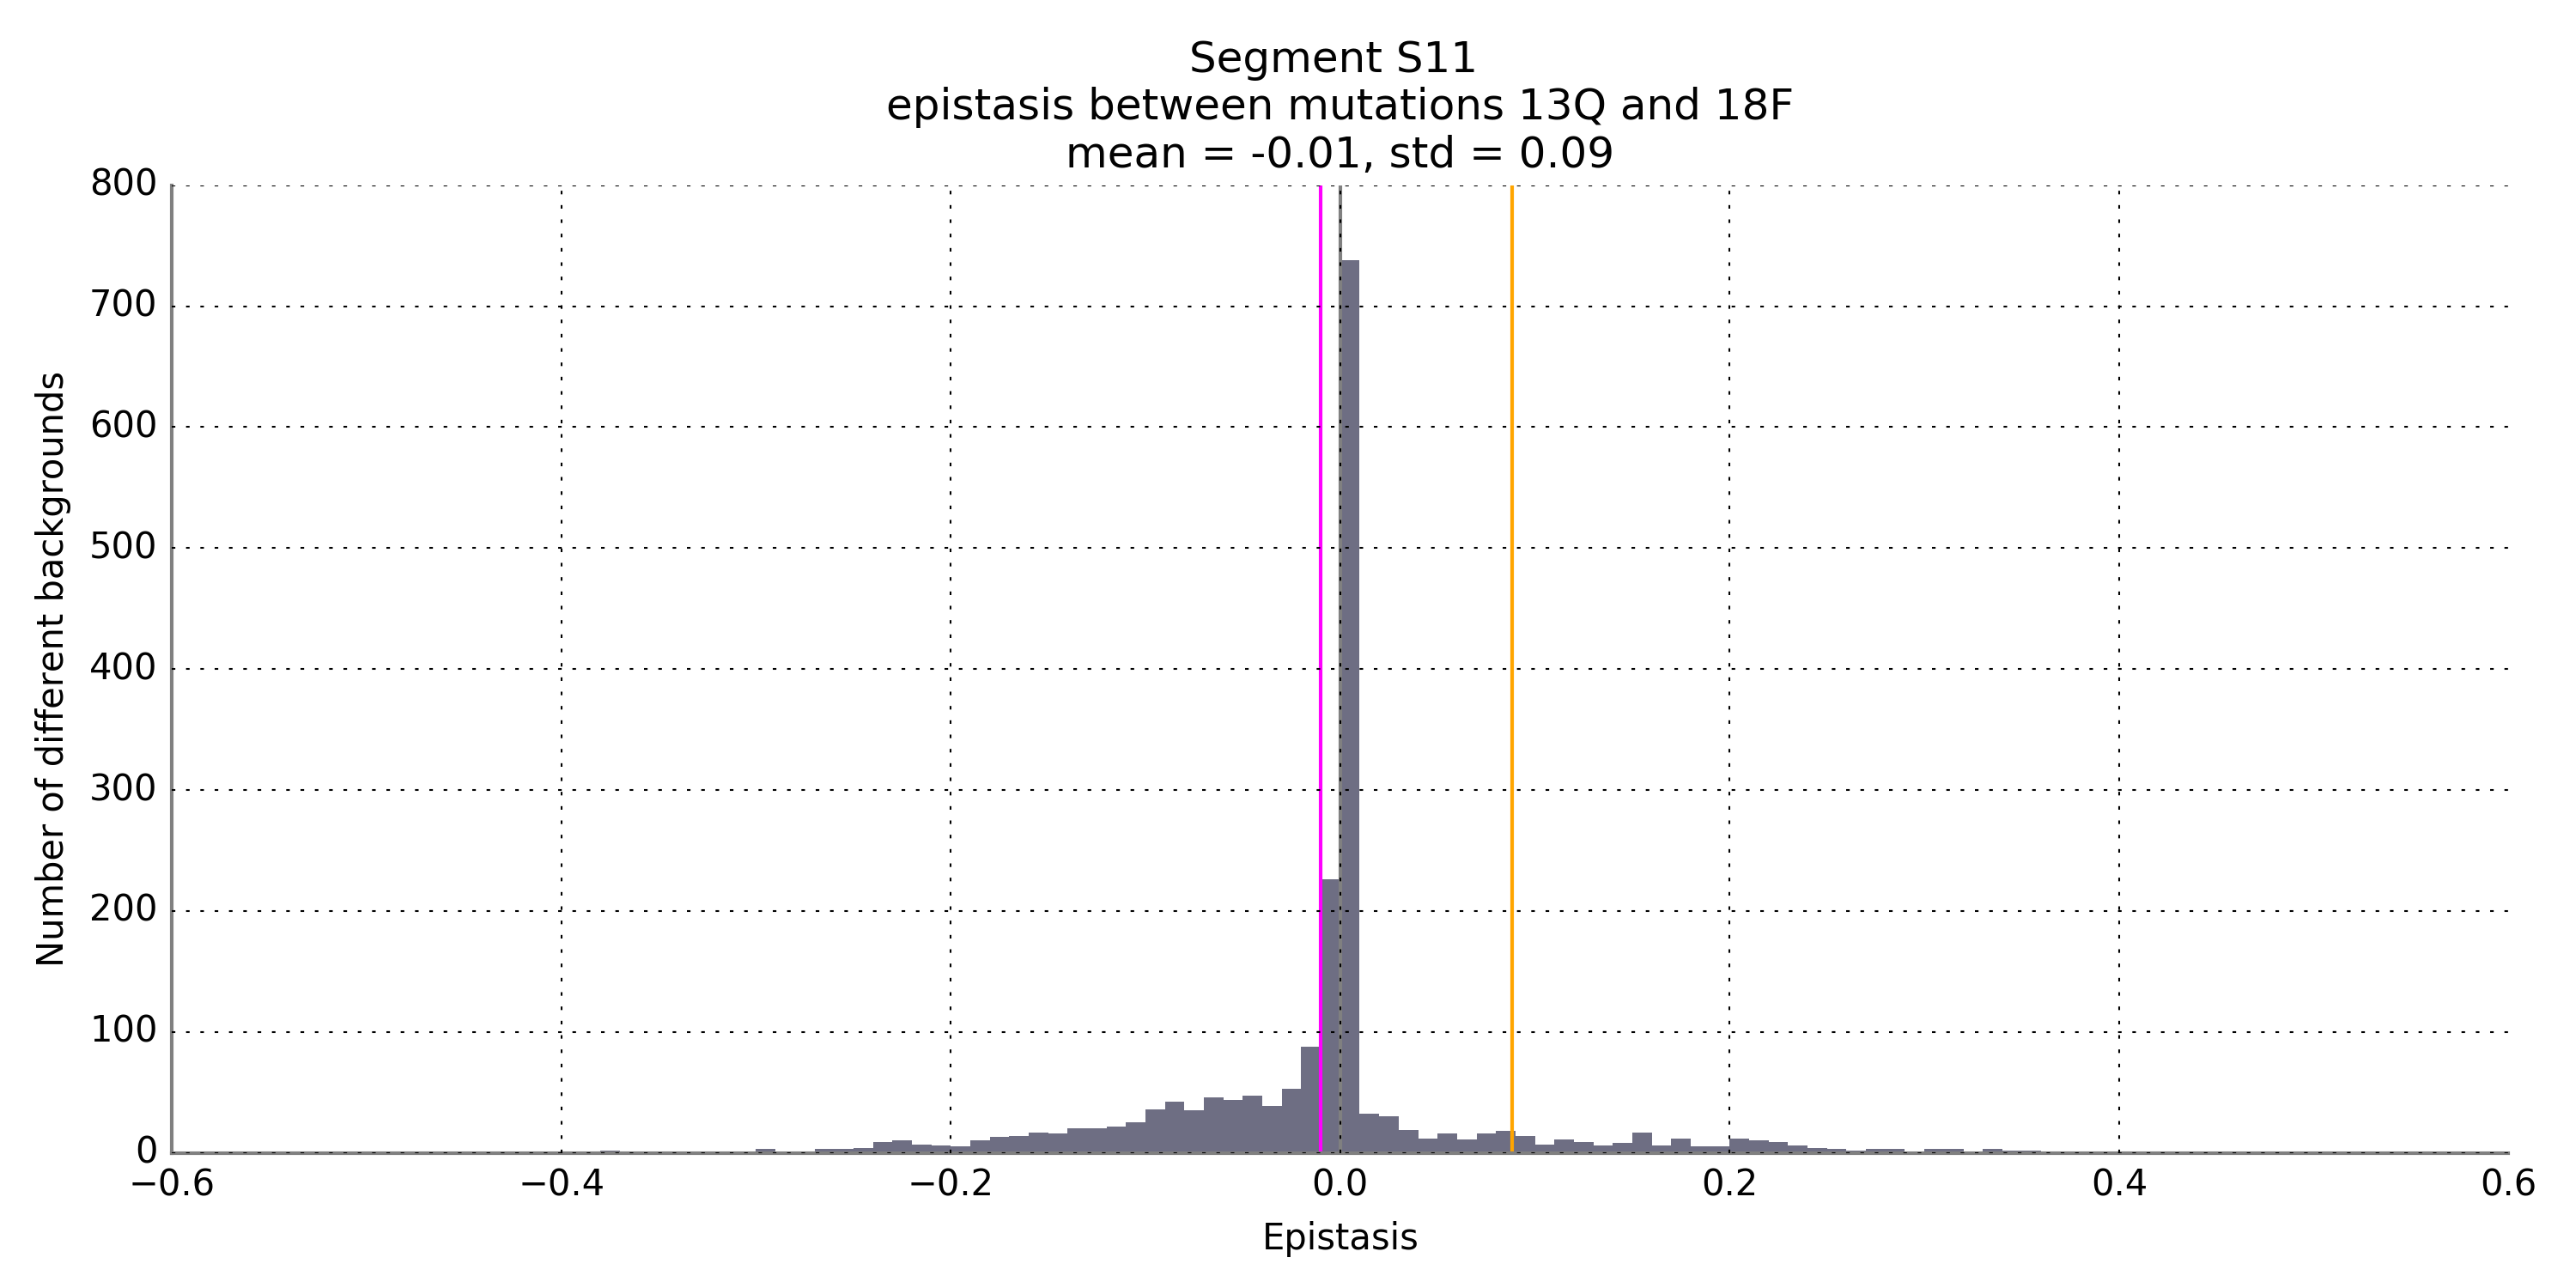 Segment S11
epistasis between mutations 13Q and 18F
mean = -0.01, std = 0.09
800
700
600
500
400
300
200
100
0
Number of different backgrounds
−0.6 −0.4 −0.2 0.0 0.2 0.4 0.6
Epistasis